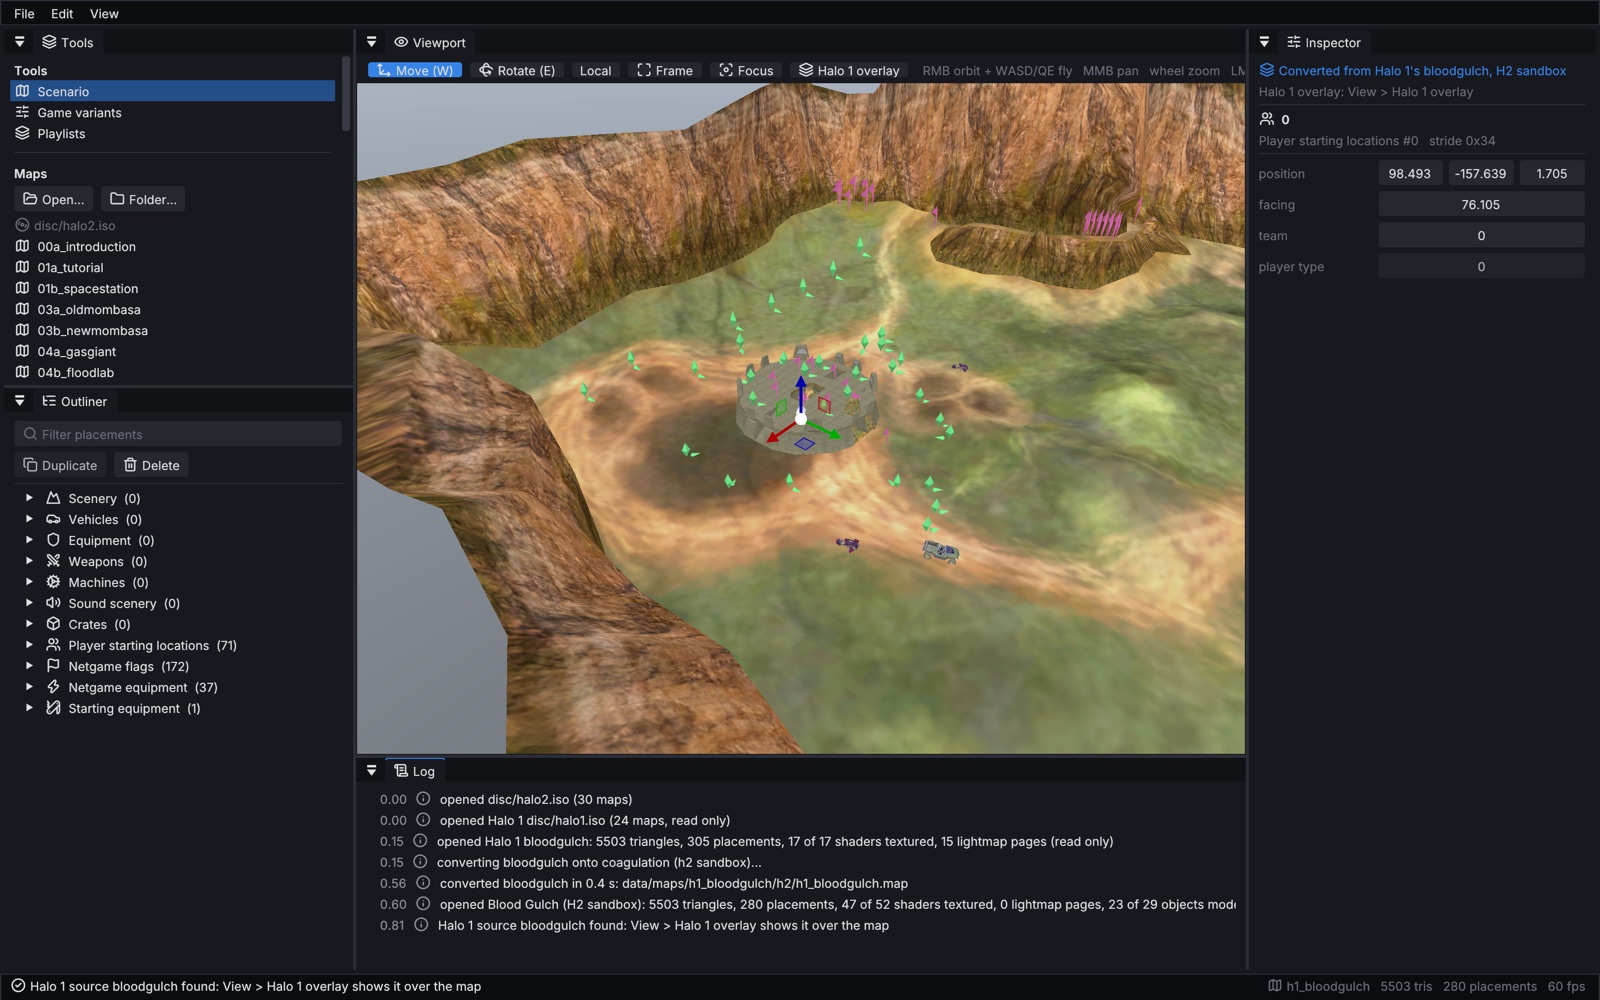 File Edit View
Tools
Tools
Scenario
Game variants
Playlists
Maps
Open... Folder...
disc/halo2.iso
00a_introduction
01a_tutorial
01b_spacestation
03a_oldmombasa
03b_newmombasa
04a_gasgiant
04b_floodlab
Outliner
Filter placements
Duplicate Delete
Scenery (0)
Vehicles (0)
Equipment (0)
Weapons (0)
Machines (0)
Sound scenery (0)
Crates (0)
Player starting locations (71)
Netgame flags (172)
Netgame equipment (37)
Starting equipment (1)
Viewport
Move (W) Rotate (E) Local Frame Focus Halo 1 overlay RMB orbit + WASD/QE fly MMB pan wheel zoom LM
Log
0.00 opened disc/halo2.iso (30 maps)
0.00 opened Halo 1 disc/halo1.iso (24 maps, read only)
0.15 opened Halo 1 bloodgulch: 5503 triangles, 305 placements, 17 of 17 shaders textured, 15 lightmap pages (read only)
0.15 converting bloodgulch onto coagulation (h2 sandbox)...
0.56 converted bloodgulch in 0.4 s: data/maps/h1_bloodgulch/h2/h1_bloodgulch.map
0.60 opened Blood Gulch (H2 sandbox): 5503 triangles, 280 placements, 47 of 52 shaders textured, 0 lightmap pages, 23 of 29 objects mode
0.81 Halo 1 source bloodgulch found: View > Halo 1 overlay shows it over the map
Inspector
Converted from Halo 1's bloodgulch, H2 sandbox
Halo 1 overlay: View > Halo 1 overlay
0
Player starting locations #0 stride 0x34
position 98.493 -157.639 1.705
facing 76.105
team 0
player type 0
Halo 1 source bloodgulch found: View > Halo 1 overlay shows it over the map
h1_bloodgulch 5503 tris 280 placements 60 fps